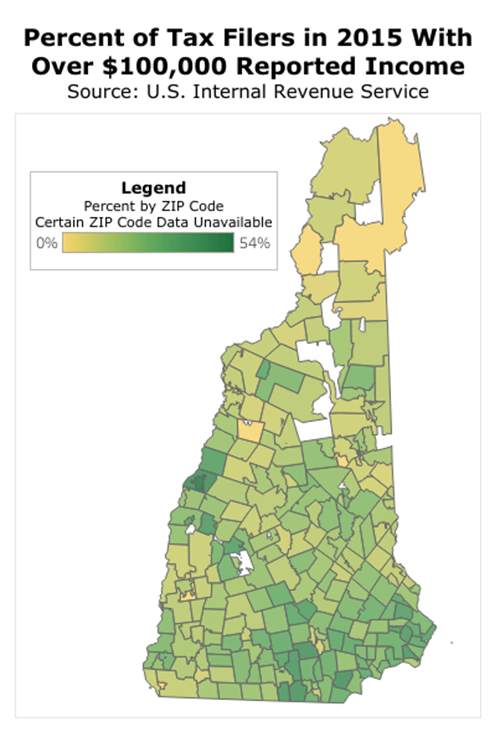 Percent of Tax Filers in 2015 With
Over $100,000 Reported Income
Source: U.S. Internal Revenue Service
Legend
Percent by ZIP Code
Certain ZIP Code Data Unavailable
0% 54%